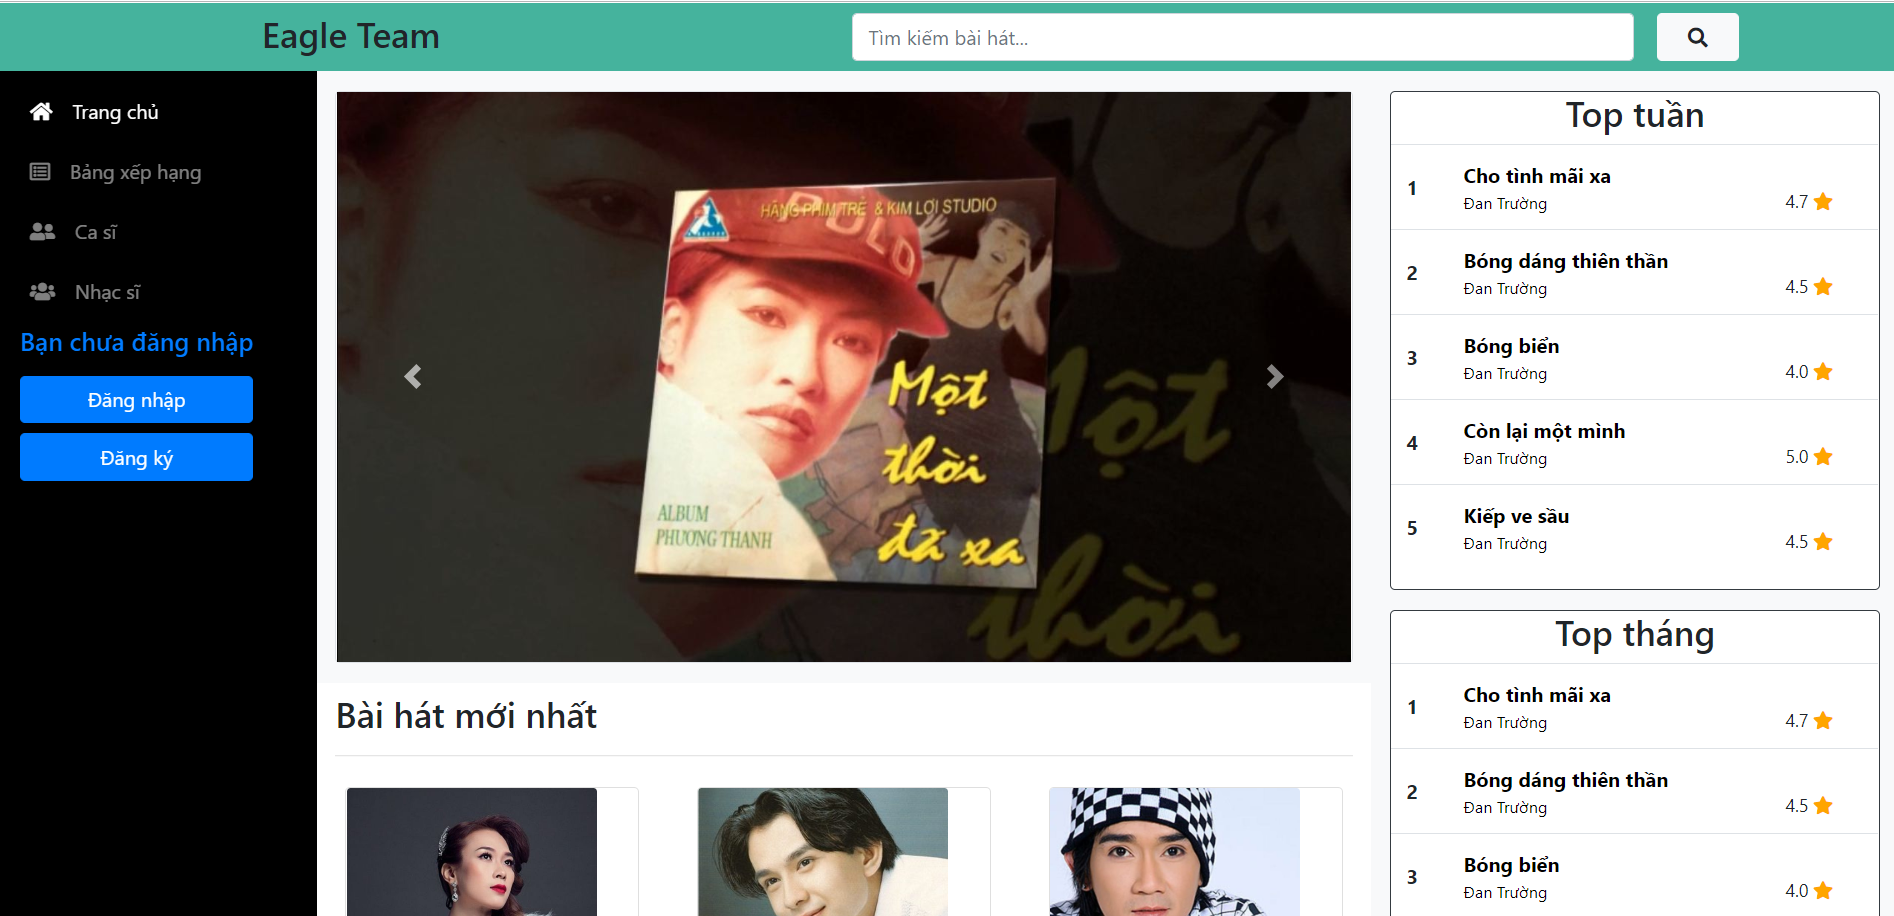 Eagle Team
Tìm kiếm bài hát...
Trang chủ
Bảng xếp hạng
Ca sĩ
Nhạc sĩ
Bạn chưa đăng nhập
Đăng nhập
Đăng ký
HÃNG PHIM TRẺ & KIM LỢI STUDIO
POLO
Một
thời
đã xa
ALBUM
PHƯƠNG THANH
Một
thời
Bài hát mới nhất
Top tuần
1
Cho tình mãi xa
Đan Trường
4.7
2
Bóng dáng thiên thần
Đan Trường
4.5
3
Bóng biển
Đan Trường
4.0
4
Còn lại một mình
Đan Trường
5.0
5
Kiếp ve sầu
Đan Trường
4.5
Top tháng
1
Cho tình mãi xa
Đan Trường
4.7
2
Bóng dáng thiên thần
Đan Trường
4.5
3
Bóng biển
Đan Trường
4.0